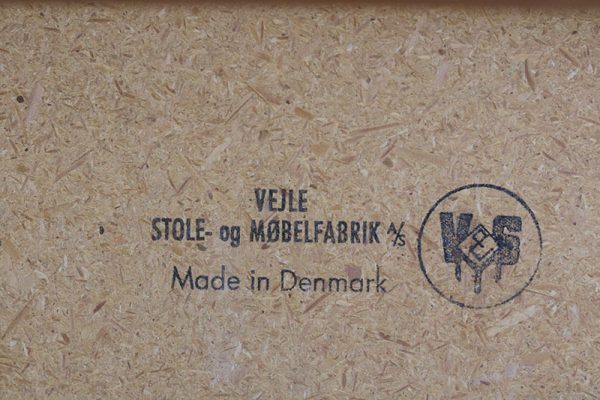 VEJLE
STOLE- og MØBELFABRIK A/S
Made in Denmark
V S